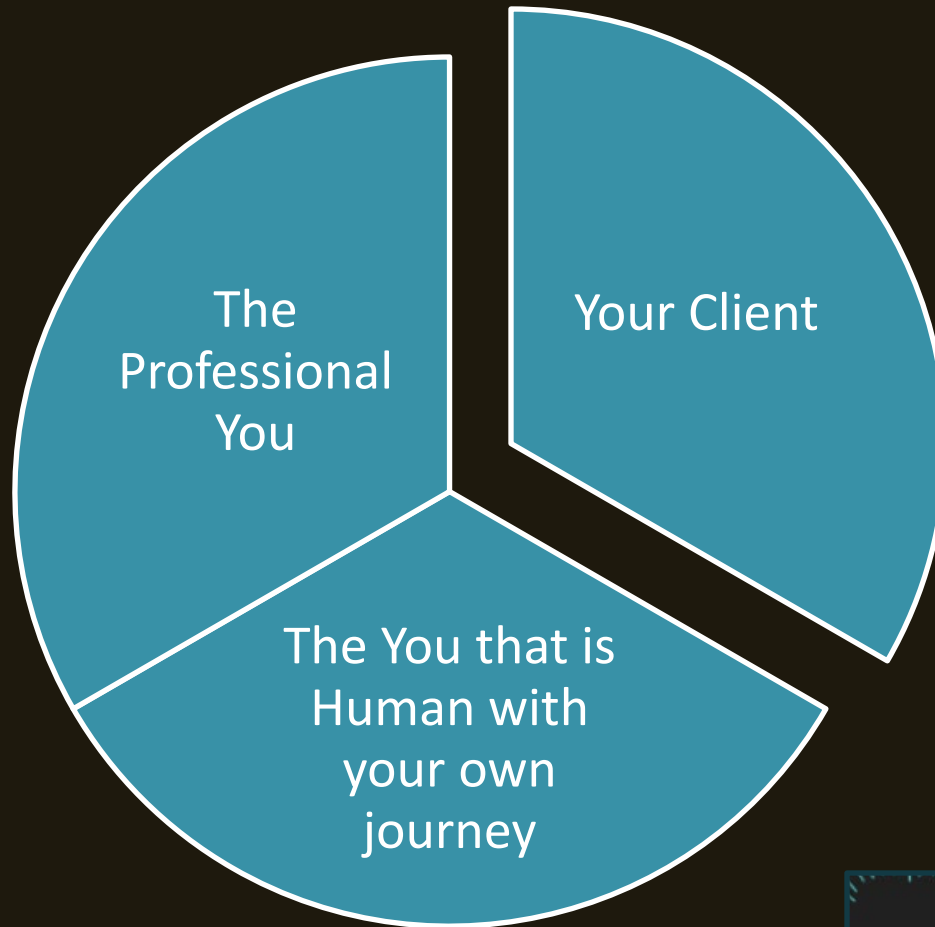 The
Professional
You
Your Client
The You that is
Human with
your own
journey